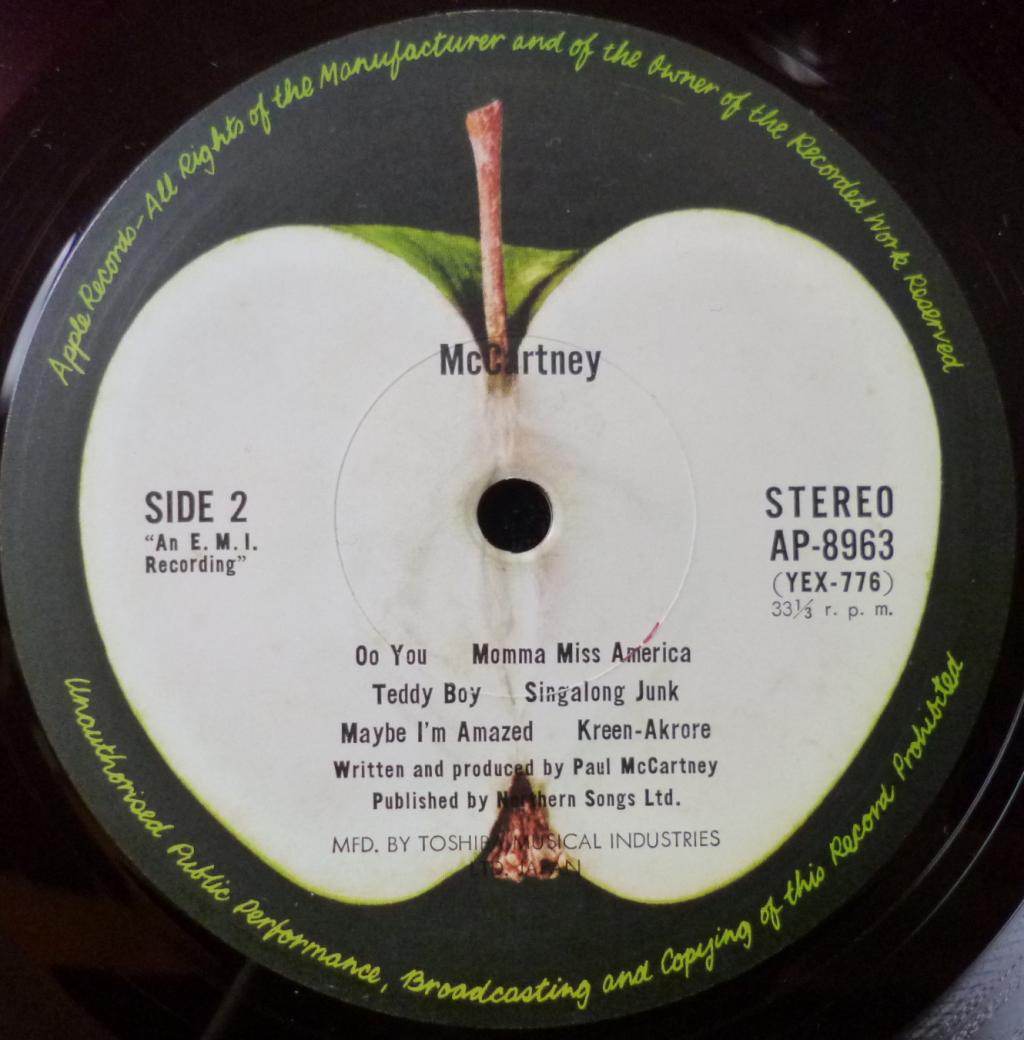 Apple Records-All Rights of the Manufacturer and of the Owner of the Recorded Work Reserved
McCartney
SIDE 2
"An E. M. I.
Recording"
STEREO
AP-8963
(YEX-776)
33⅓ r. p. m.
Oo You Momma Miss America
Teddy Boy Singalong Junk
Maybe I'm Amazed Kreen-Akrore
Written and produced by Paul McCartney
Published by Northern Songs Ltd.
MFD. BY TOSHIBA MUSICAL INDUSTRIES
LTD. JAPAN
Unauthorised Public Performance, Broadcasting and Copying of this Record Prohibited